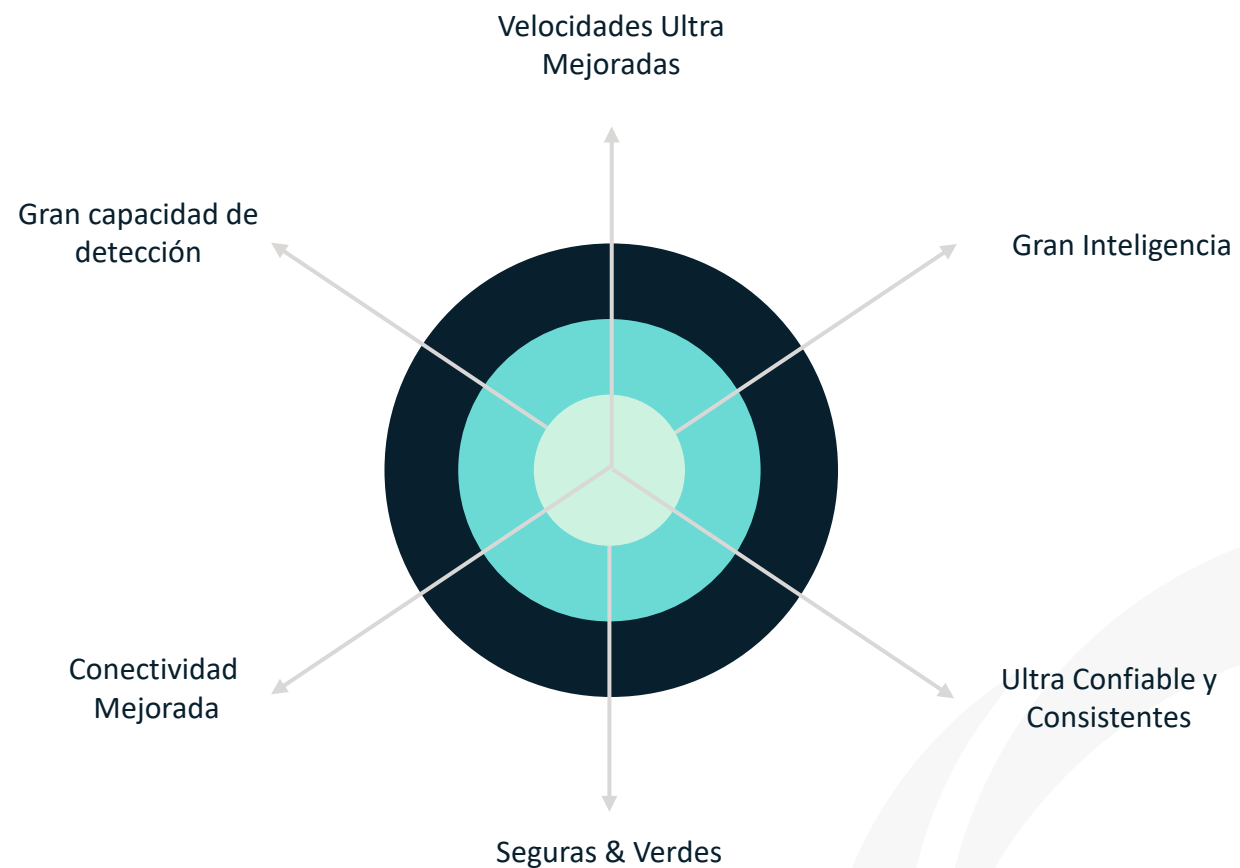 Velocidades Ultra
Mejoradas
Gran capacidad de
detección
Gran Inteligencia
Conectividad
Mejorada
Ultra Confiable y
Consistentes
Seguras & Verdes